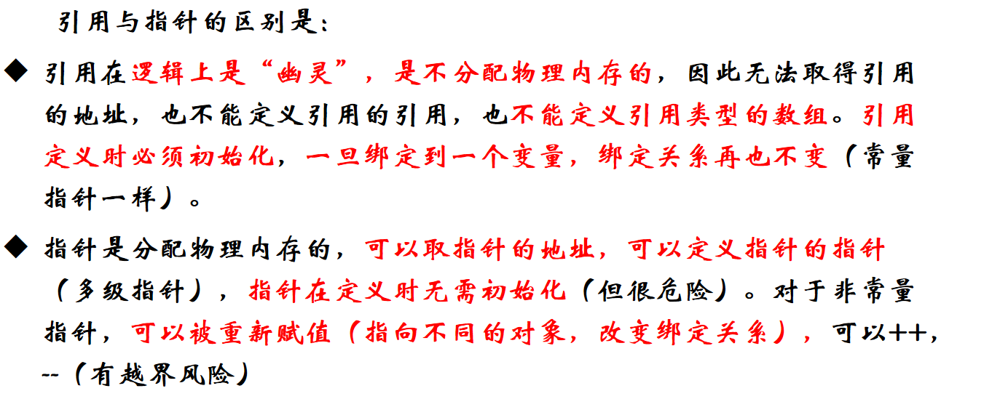 引用与指针的区别是：
◆ 引用在逻辑上是“幽灵”，是不分配物理内存的，因此无法取得引用
的地址，也不能定义引用的引用，也不能定义引用类型的数组。引用
定义时必须初始化，一旦绑定到一个变量，绑定关系再也不变（常量
指针一样）。
◆ 指针是分配物理内存的，可以取指针的地址，可以定义指针的指针
（多级指针），指针在定义时无需初始化（但很危险）。对于非常量
指针，可以被重新赋值（指向不同的对象，改变绑定关系），可以++，
--（有越界风险）